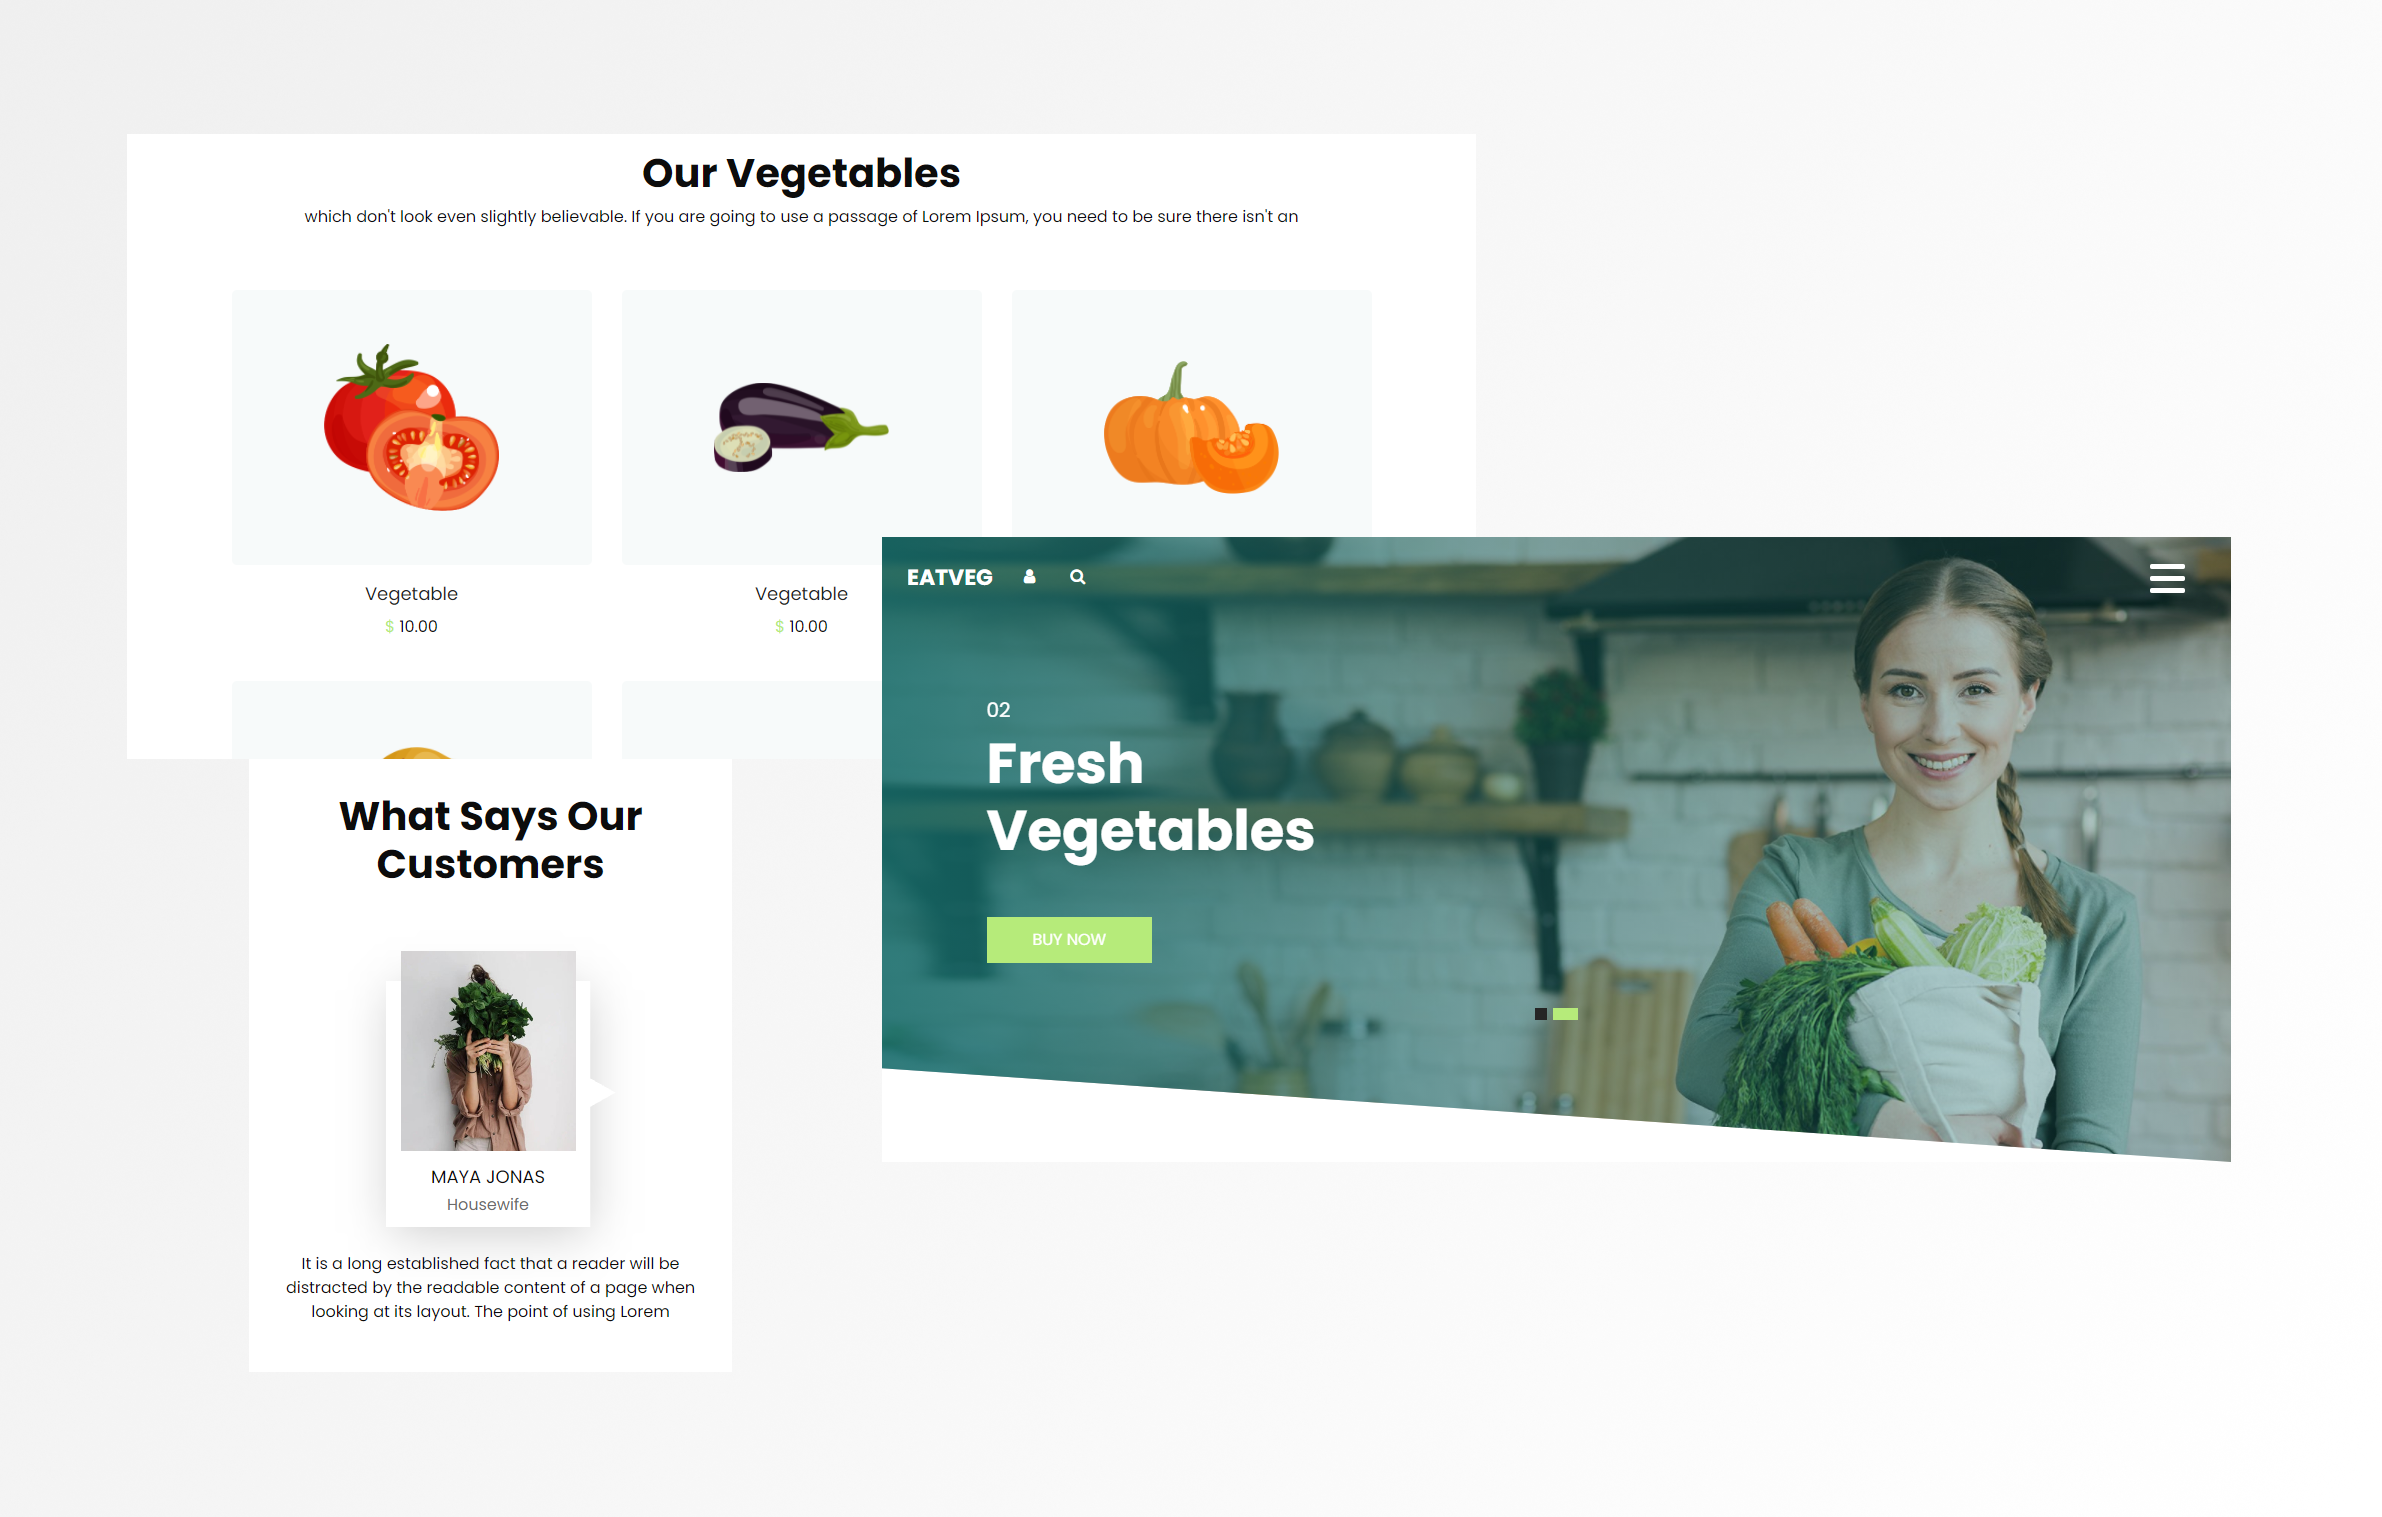 Our Vegetables
which don't look even slightly believable. If you are going to use a passage of Lorem Ipsum, you need to be sure there isn't an
Vegetable
$ 10.00
Vegetable
$ 10.00
EATVEG
02
Fresh
Vegetables
BUY NOW
What Says Our
Customers
MAYA JONAS
Housewife
It is a long established fact that a reader will be
distracted by the readable content of a page when
looking at its layout. The point of using Lorem